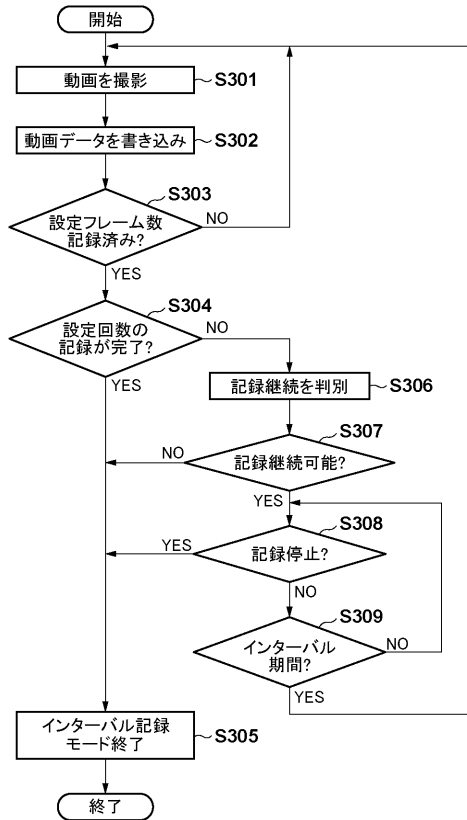 開始
動画を撮影
S301
動画データを書き込み
S302
S303
設定フレーム数
記録済み?
NO
YES
S304
設定回数の
記録が完了?
NO
YES
記録継続を判別
S306
S307
記録継続可能?
NO
YES
S308
記録停止?
YES
NO
S309
インターバル
期間?
NO
YES
インターバル記録
モード終了
S305
終了